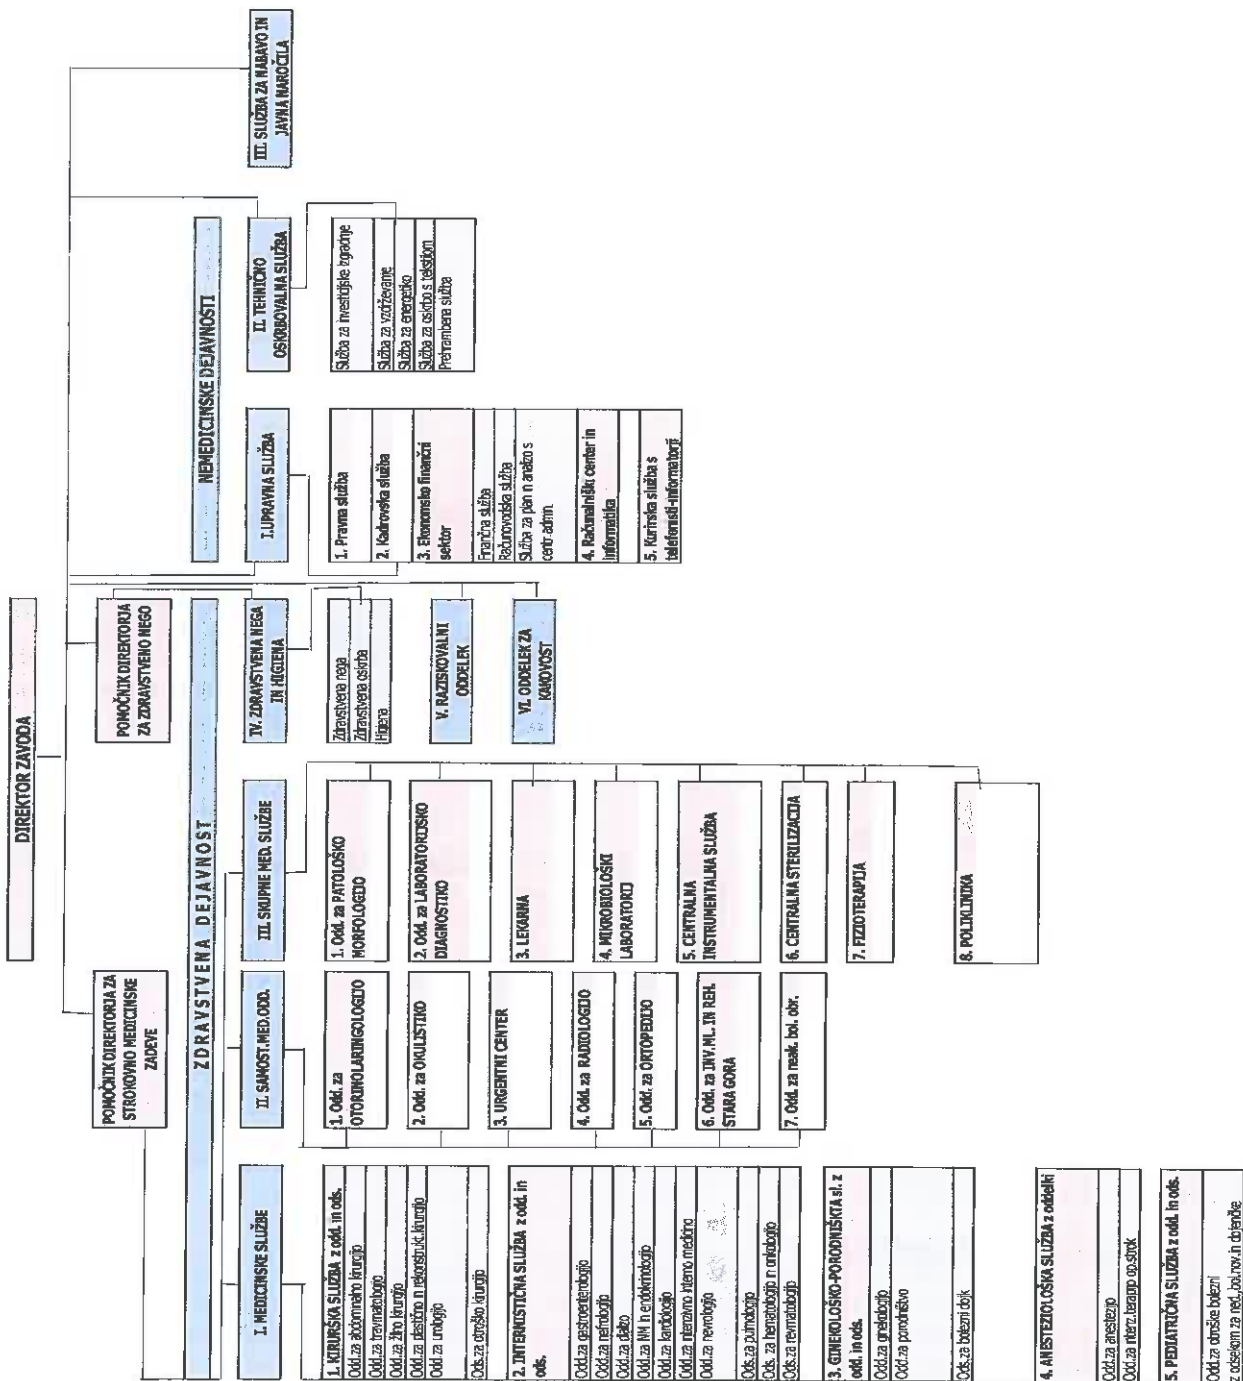 DIREKTOR ZAVODA
POMOČNIK DIREKTORJA ZA
STROKOVNO MEDICINSKE
ZADEVE
POMOČNIK DIREKTORJA
ZA ZDRAVSTVENO NEGO
ZDRAVSTVENA DEJAVNOST
NEMEDICINSKE DEJAVNOSTI
I. MEDICINSKE SLUŽBE
II. SAMOST.MED.ODD.
III. SKUPNE MED. SLUŽBE
IV. ZDRAVSTVENA NEGA
IN HIGIENA
I.UPRAVNA SLUŽBA
II. TEHNIČNO
OSKRBOVALNA SLUŽBA
III. SLUŽBA ZA NABAVO IN
JAVNA NAROČILA
1. KIRURŠKA SLUŽBA z odd. in ods.
Odd.za abdominalno kirurgijo
Odd.za travmatologijo
Odd.za žilno kirurgijo
Odd.za plastično in rekonstrukt.kirurgijo
Odd.za urologijo
Ods.za otroško kirurgijo
2. INTERNISTIČNA SLUŽBA z odd. in
ods.
Odd.za gastroenterologijo
Odd.za nefrologijo
Odd.za dializo
Odd.za NM in endokrinologijo
Odd.za kardiologijo
Odd.za intenzivno interno medicino
Odd.za nevrologijo
Ods.za pulmologijo
Ods. za hematologijo in onkologijo
Ods.za revmatologijo
3. GINEKOLOŠKO-PORODNIŠKA sl. z
odd. in ods.
Odd.za ginekologijo
Odd.za porodništvo
Ods.za bolezni dojk
4. ANESTEZIOLOŠKA SLUŽBA z oddelki
Odd.za anestezijo
Odd.za intenz.terapijo op.strok
5. PEDIATRIČNA SLUŽBA z odd. in ods.
Odd.za otroške bolezni
z odsekom za ned.,bol.nov.in dojenčke
1. Odd. za
OTORINOLARINGOLOGIJO
2. Odd. za OKULISTIKO
3. URGENTNI CENTER
4. Odd. za RADIOLOGIJO
5. Odd. za ORTOPEDIJO
6. Odd. za INV.ML. IN REH.
STARA GORA
7. Odd. za neak. bol. obr.
1. Odd. za PATOLOŠKO
MORFOLOGIJO
2. Odd. za LABORATORIJSKO
DIAGNOSTIKO
3. LEKARNA
4. MIKROBIOLOŠKI
LABORATORIJ
5. CENTRALNA
INSTRUMENTALNA SLUŽBA
6. CENTRALNA STERILIZACIJA
7. FIZIOTERAPIJA
8. POLIKLINIKA
Zdravstvena nega
Zdravstvena oskrba
Higiena
V. RAZISKOVALNI
ODDELEK
VI. ODDELEK ZA
KAKOVOST
1. Pravna služba
2. Kadrovska služba
3. Ekonomsko finančni
sektor
Finančna služba
Računovodska služba
Služba za plan in analizo s
centr.admin.
4. Računalniški center in
informatika
5. Kurirska služba s
telefonisti-informatorji
Služba za investicijske izgradnje
Služba za vzdrževanje
Služba za energetiko
Služba za oskrbo s tekstilom
Prehrambena služba